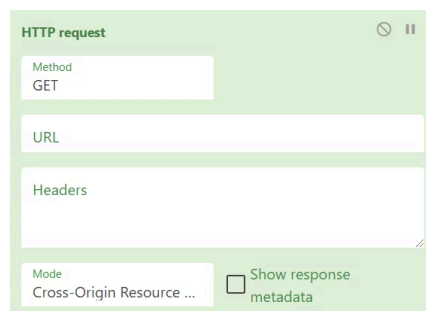 HTTP request
Method
GET
URL
Headers
Mode
Cross-Origin Resource ...
Show response
metadata